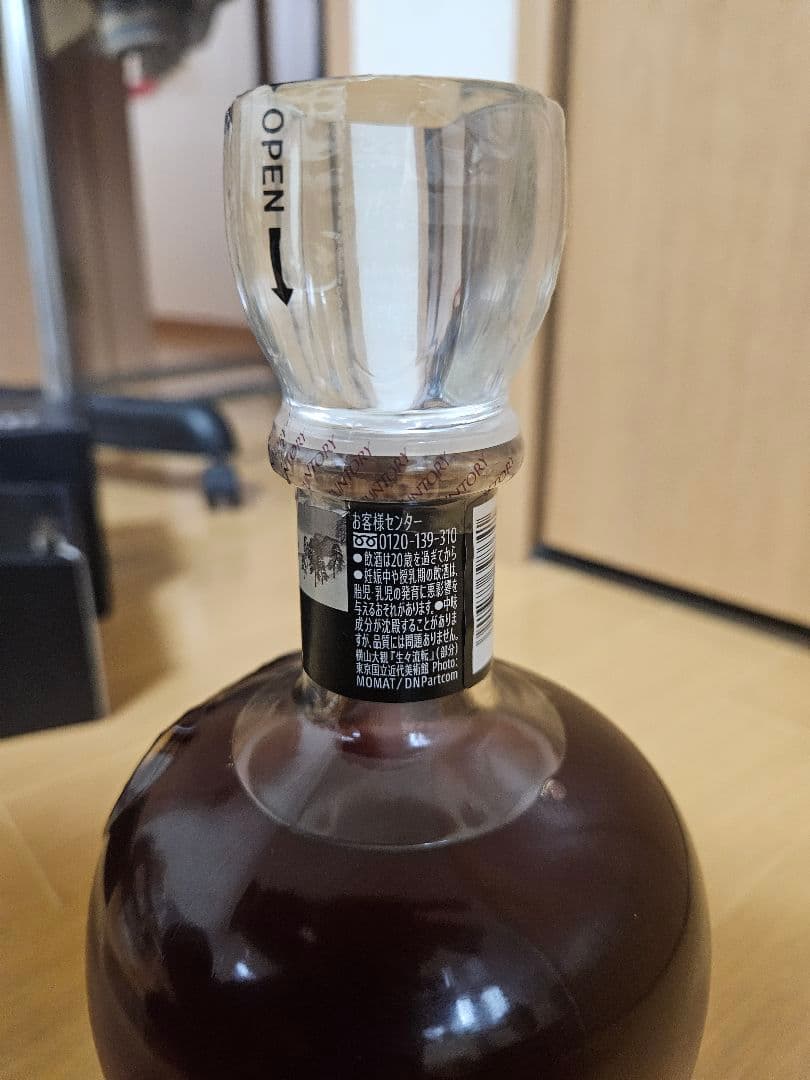 OPEN
SUNTORY SUNTORY SUNTORY SUNTORY
お客様センター
0120-139-310
●飲酒は20歳を過ぎてから
●妊娠中や授乳期の飲酒は、
胎児・乳児の発育に悪影響を
与えるおそれがあります。●中味
成分が沈殿することがありま
すが、品質には問題ありません。
横山大観『生々流転』(部分)
東京国立近代美術館 Photo:
MOMAT/DNPartcom